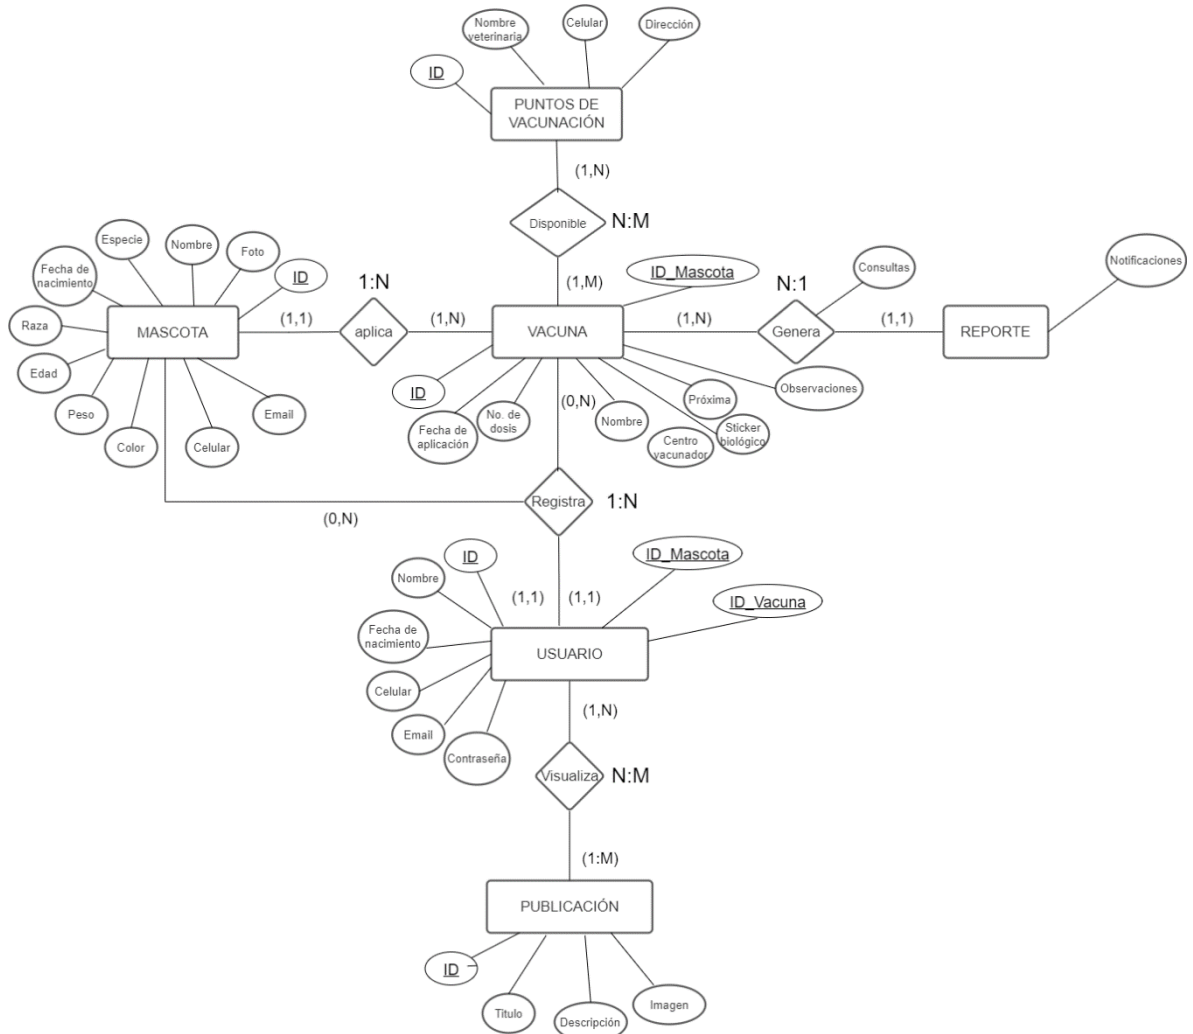 Nombre
veterinaria
Celular
Dirección
ID
PUNTOS DE
VACUNACIÓN
(1,N)
Disponible
N:M
(1,M)
Especie
Nombre
Foto
Fecha de
nacimiento
ID
Raza
MASCOTA
Edad
Peso
Color
Celular
Email
(1,1)
1:N
aplica
(1,N)
ID_Mascota
VACUNA
(1,N)
N:1
Genera
Consultas
(1,1)
REPORTE
Notificaciones
ID
Fecha de
aplicación
No. de
dosis
(0,N)
Nombre
Próxima
Centro
vacunador
Sticker
biológico
Observaciones
Registra
1:N
(0,N)
ID
ID_Mascota
Nombre
(1,1)
(1,1)
ID_Vacuna
Fecha de
nacimiento
USUARIO
Celular
Email
Contraseña
(1,N)
Visualiza
N:M
(1:M)
PUBLICACIÓN
ID
Titulo
Descripción
Imagen